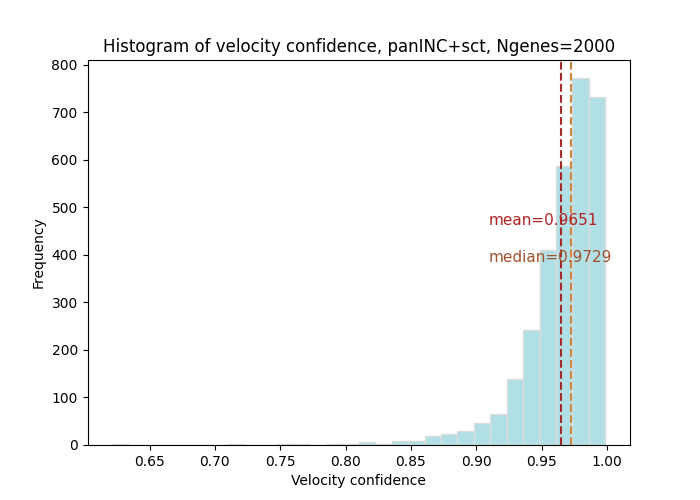 Histogram of velocity confidence, panINC+sct, Ngenes=2000
800
700
600
500
400
300
200
100
0
Frequency
mean=0.9651
median=0.9729
0.65 0.70 0.75 0.80 0.85 0.90 0.95 1.00
Velocity confidence